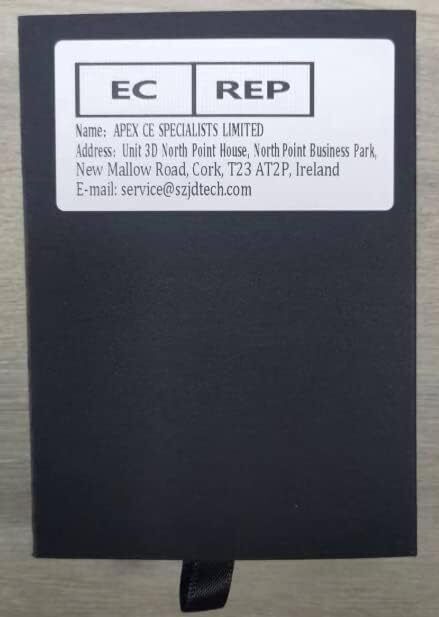 EC REP
Name: APEX CE SPECIALISTS LIMITED
Address: Unit 3D North Point House, North Point Business Park,
New Mallow Road, Cork, T23 AT2P, Ireland
E-mail: service@szjdtech.com